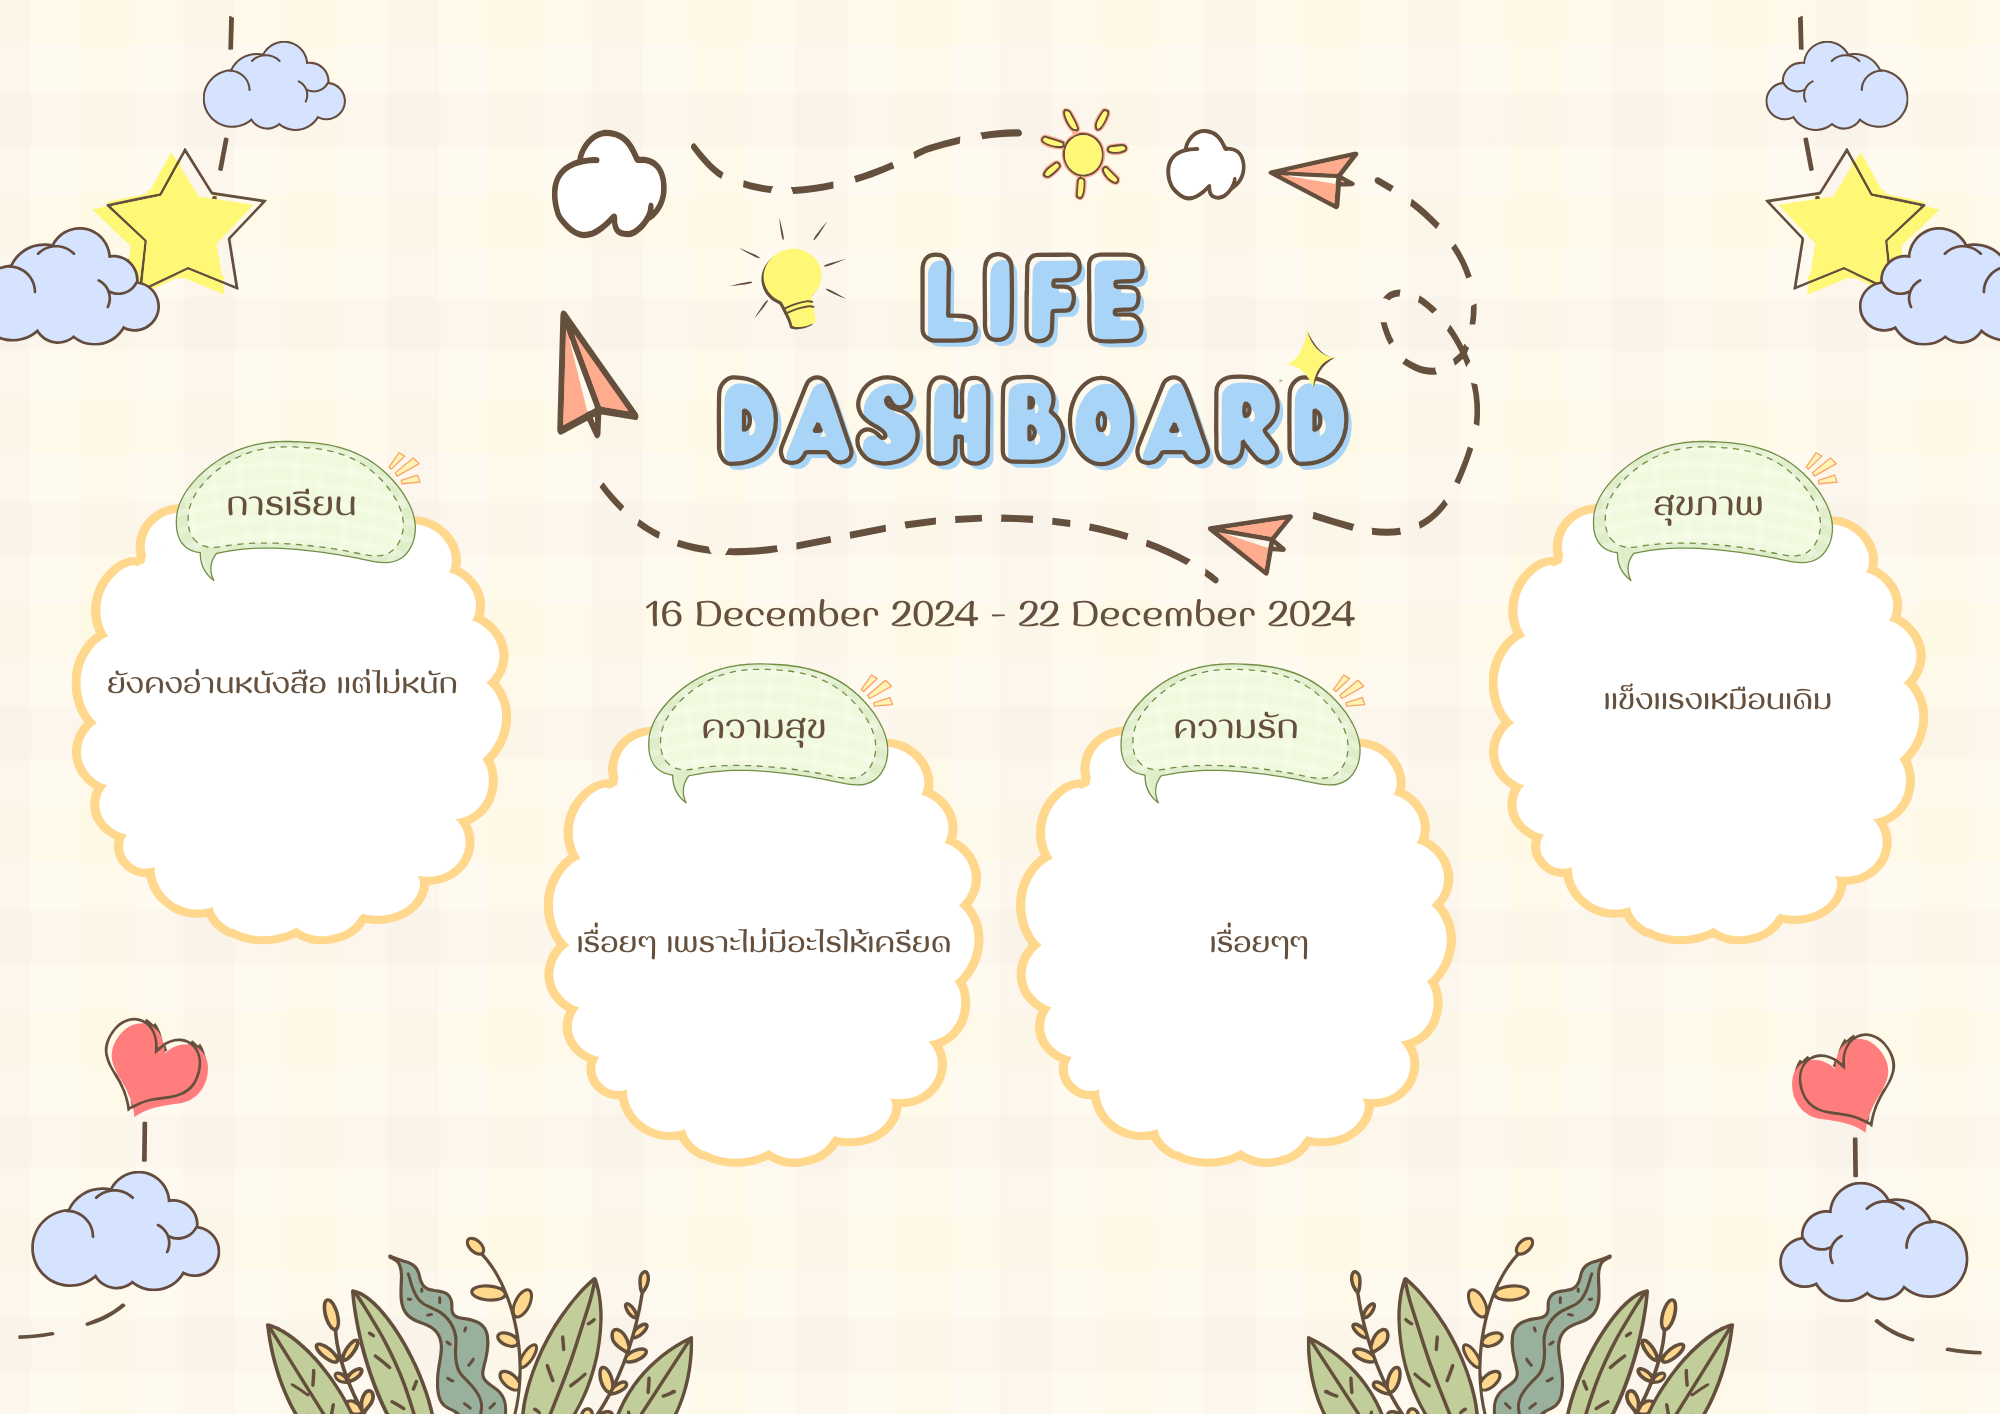 LIFE
DASHBOARD
16 December 2024 - 22 December 2024
การเรียน
ยังคงอ่านหนังสือ แต่ไม่หนัก
ความสุข
เรื่อยๆ เพราะไม่มีอะไรให้เครียด
ความรัก
เรื่อยๆๆ
สุขภาพ
แข็งแรงเหมือนเดิม